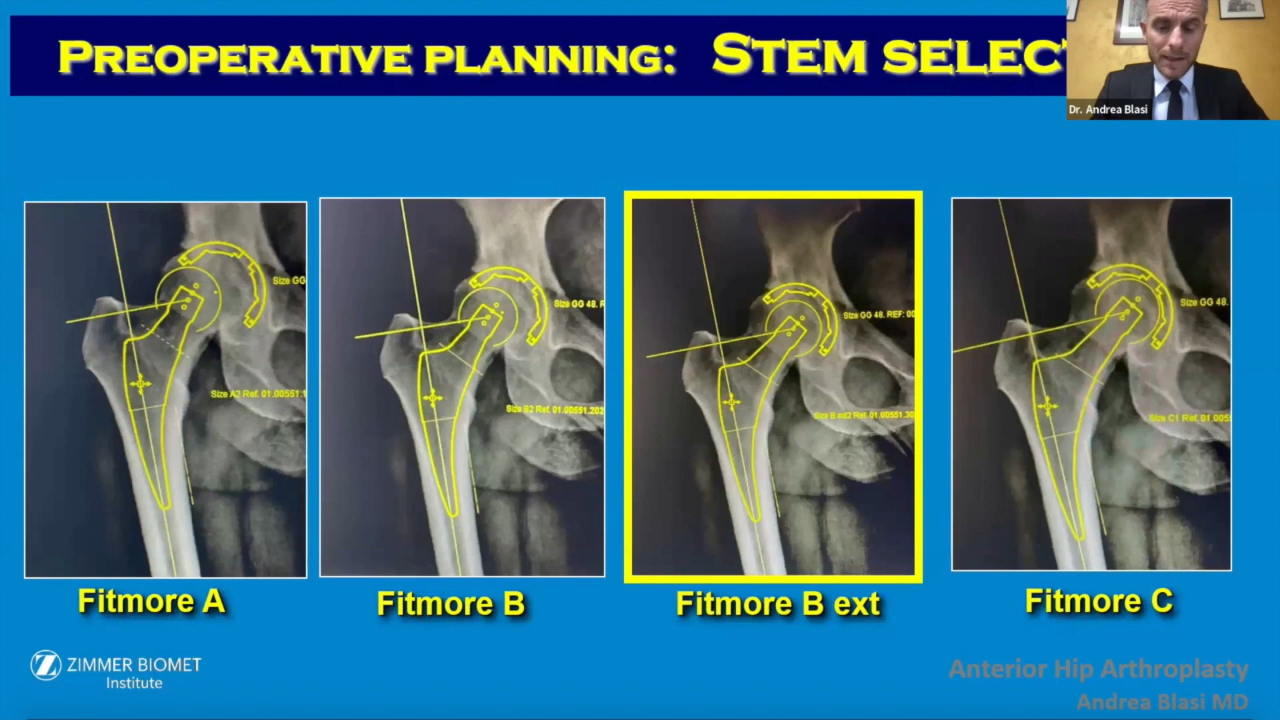 PREOPERATIVE PLANNING: STEM SELECT
Dr. Andrea Blasi
Size GG
Size A2 Ref. 01.00551.1
Size GG 48. R
Size B2 Ref. 01.00551.202
Size GG 48. REF: 00
Size B ext2 Ref. 01.00551.30
Size GG 48.
Size C1 Ref. 01.005
Fitmore A
Fitmore B
Fitmore B ext
Fitmore C
ZIMMER BIOMET
Institute
Anterior Hip Arthroplasty
Andrea Blasi MD